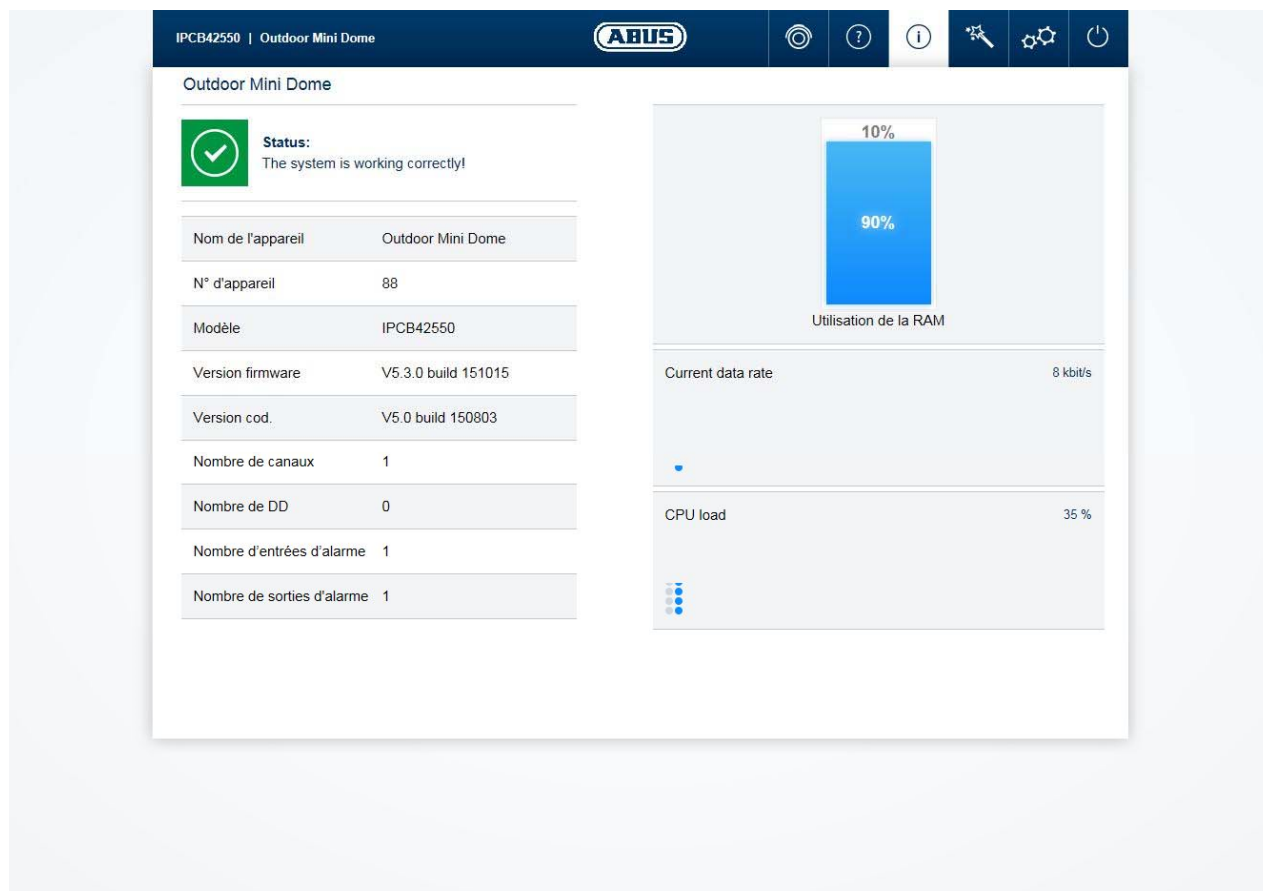 IPCB42550 | Outdoor Mini Dome
ABUS
Outdoor Mini Dome
Status:
The system is working correctly!
Nom de l'appareil Outdoor Mini Dome
N° d'appareil 88
Modèle IPCB42550
Version firmware V5.3.0 build 151015
Version cod. V5.0 build 150803
Nombre de canaux 1
Nombre de DD 0
Nombre d'entrées d'alarme 1
Nombre de sorties d'alarme 1
10%
90%
Utilisation de la RAM
Current data rate 8 kbit/s
CPU load 35 %